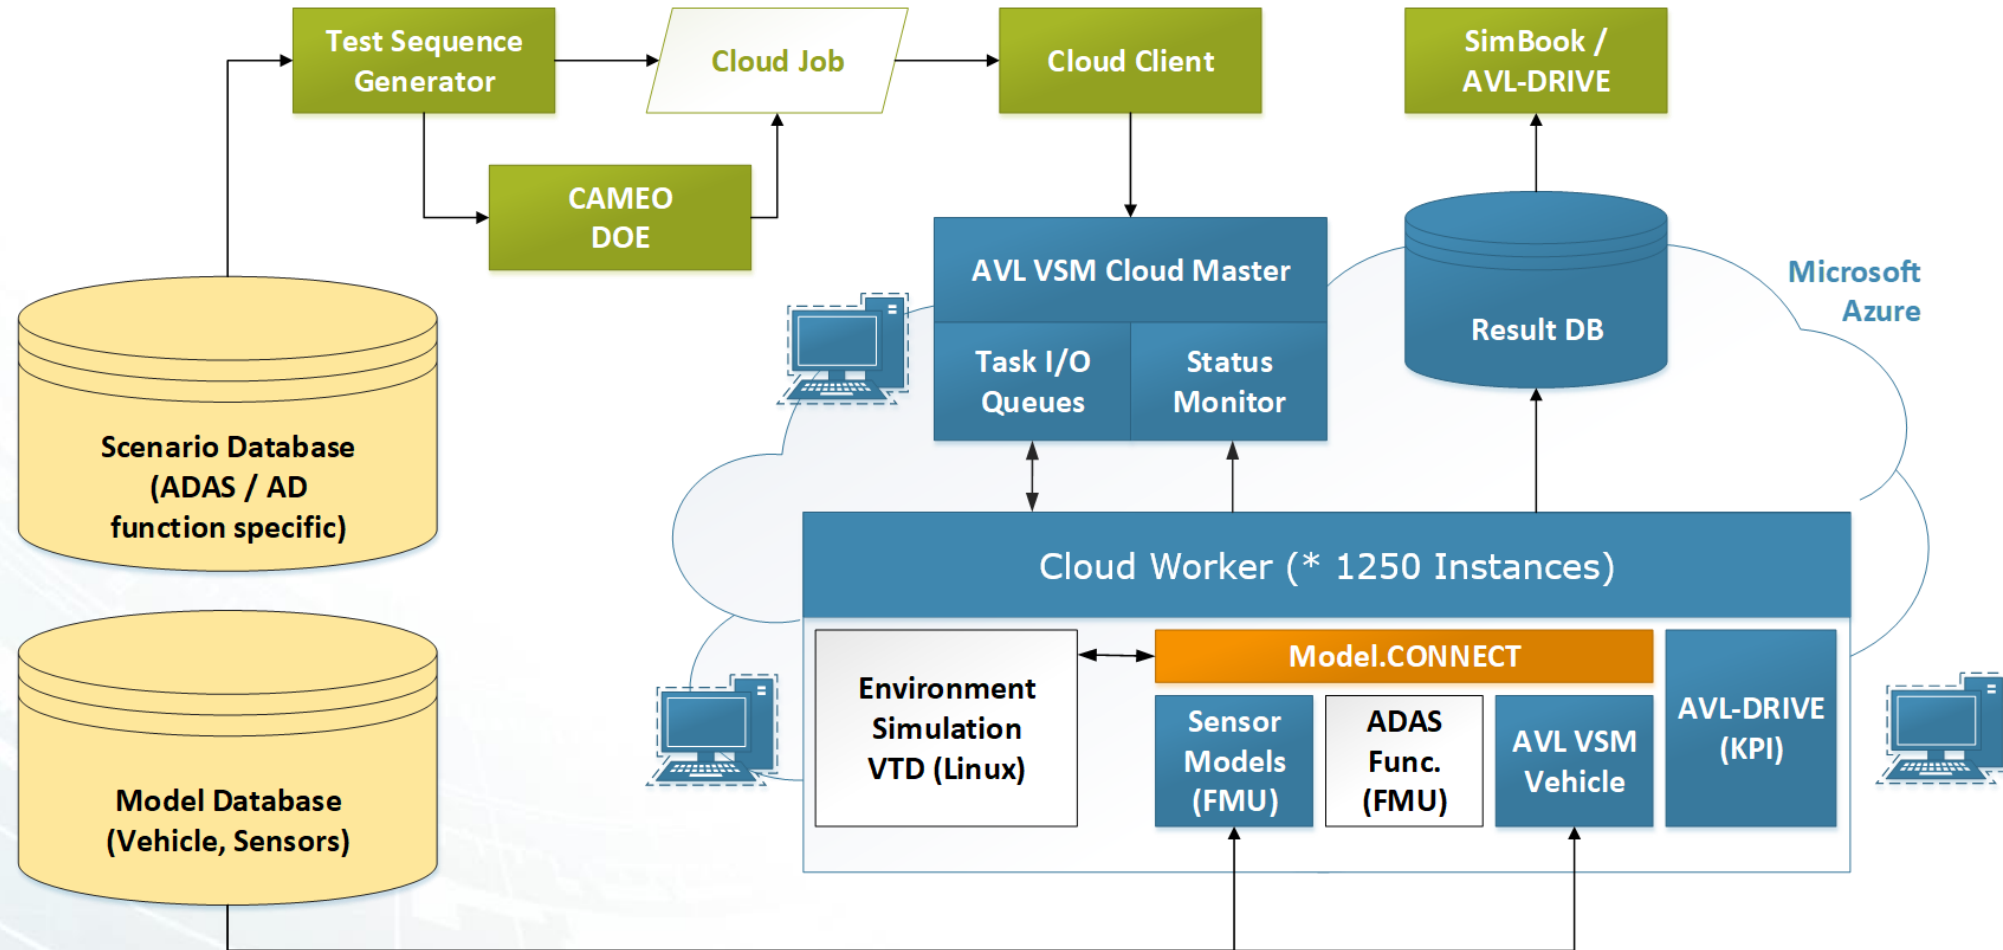 Test Sequence
Generator
Cloud Job
Cloud Client
SimBook /
AVL-DRIVE
CAMEO
DOE
AVL VSM Cloud Master
Task I/O
Queues
Status
Monitor
Result DB
Microsoft
Azure
Scenario Database
(ADAS / AD
function specific)
Cloud Worker (* 1250 Instances)
Environment
Simulation
VTD (Linux)
Model.CONNECT
Sensor
Models
(FMU)
ADAS
Func.
(FMU)
AVL VSM
Vehicle
AVL-DRIVE
(KPI)
Model Database
(Vehicle, Sensors)